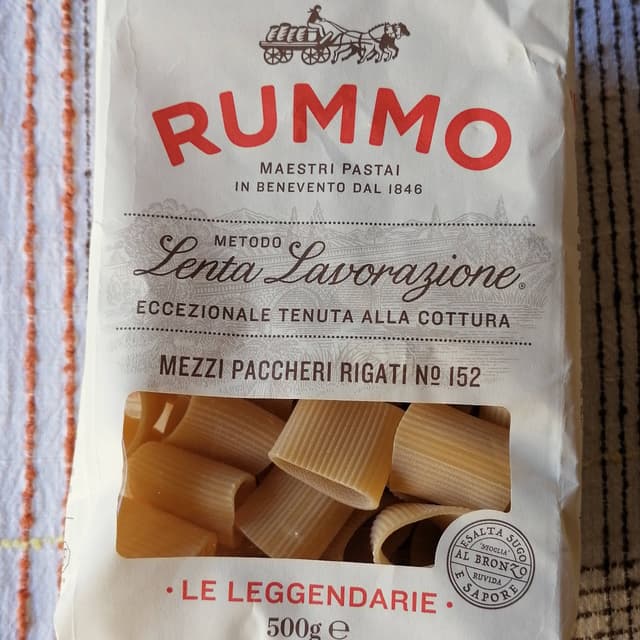 RUMMO
MAESTRI PASTAI
IN BENEVENTO DAL 1846
METODO
Lenta Lavorazione®
ECCEZIONALE TENUTA ALLA COTTURA
MEZZI PACCHERI RIGATI Nº 152
ESALTA SUGO
"SFOGLIA"
AL BRONZO
RUVIDA
E SAPORE
• LE LEGGENDARIE •
500g ℮